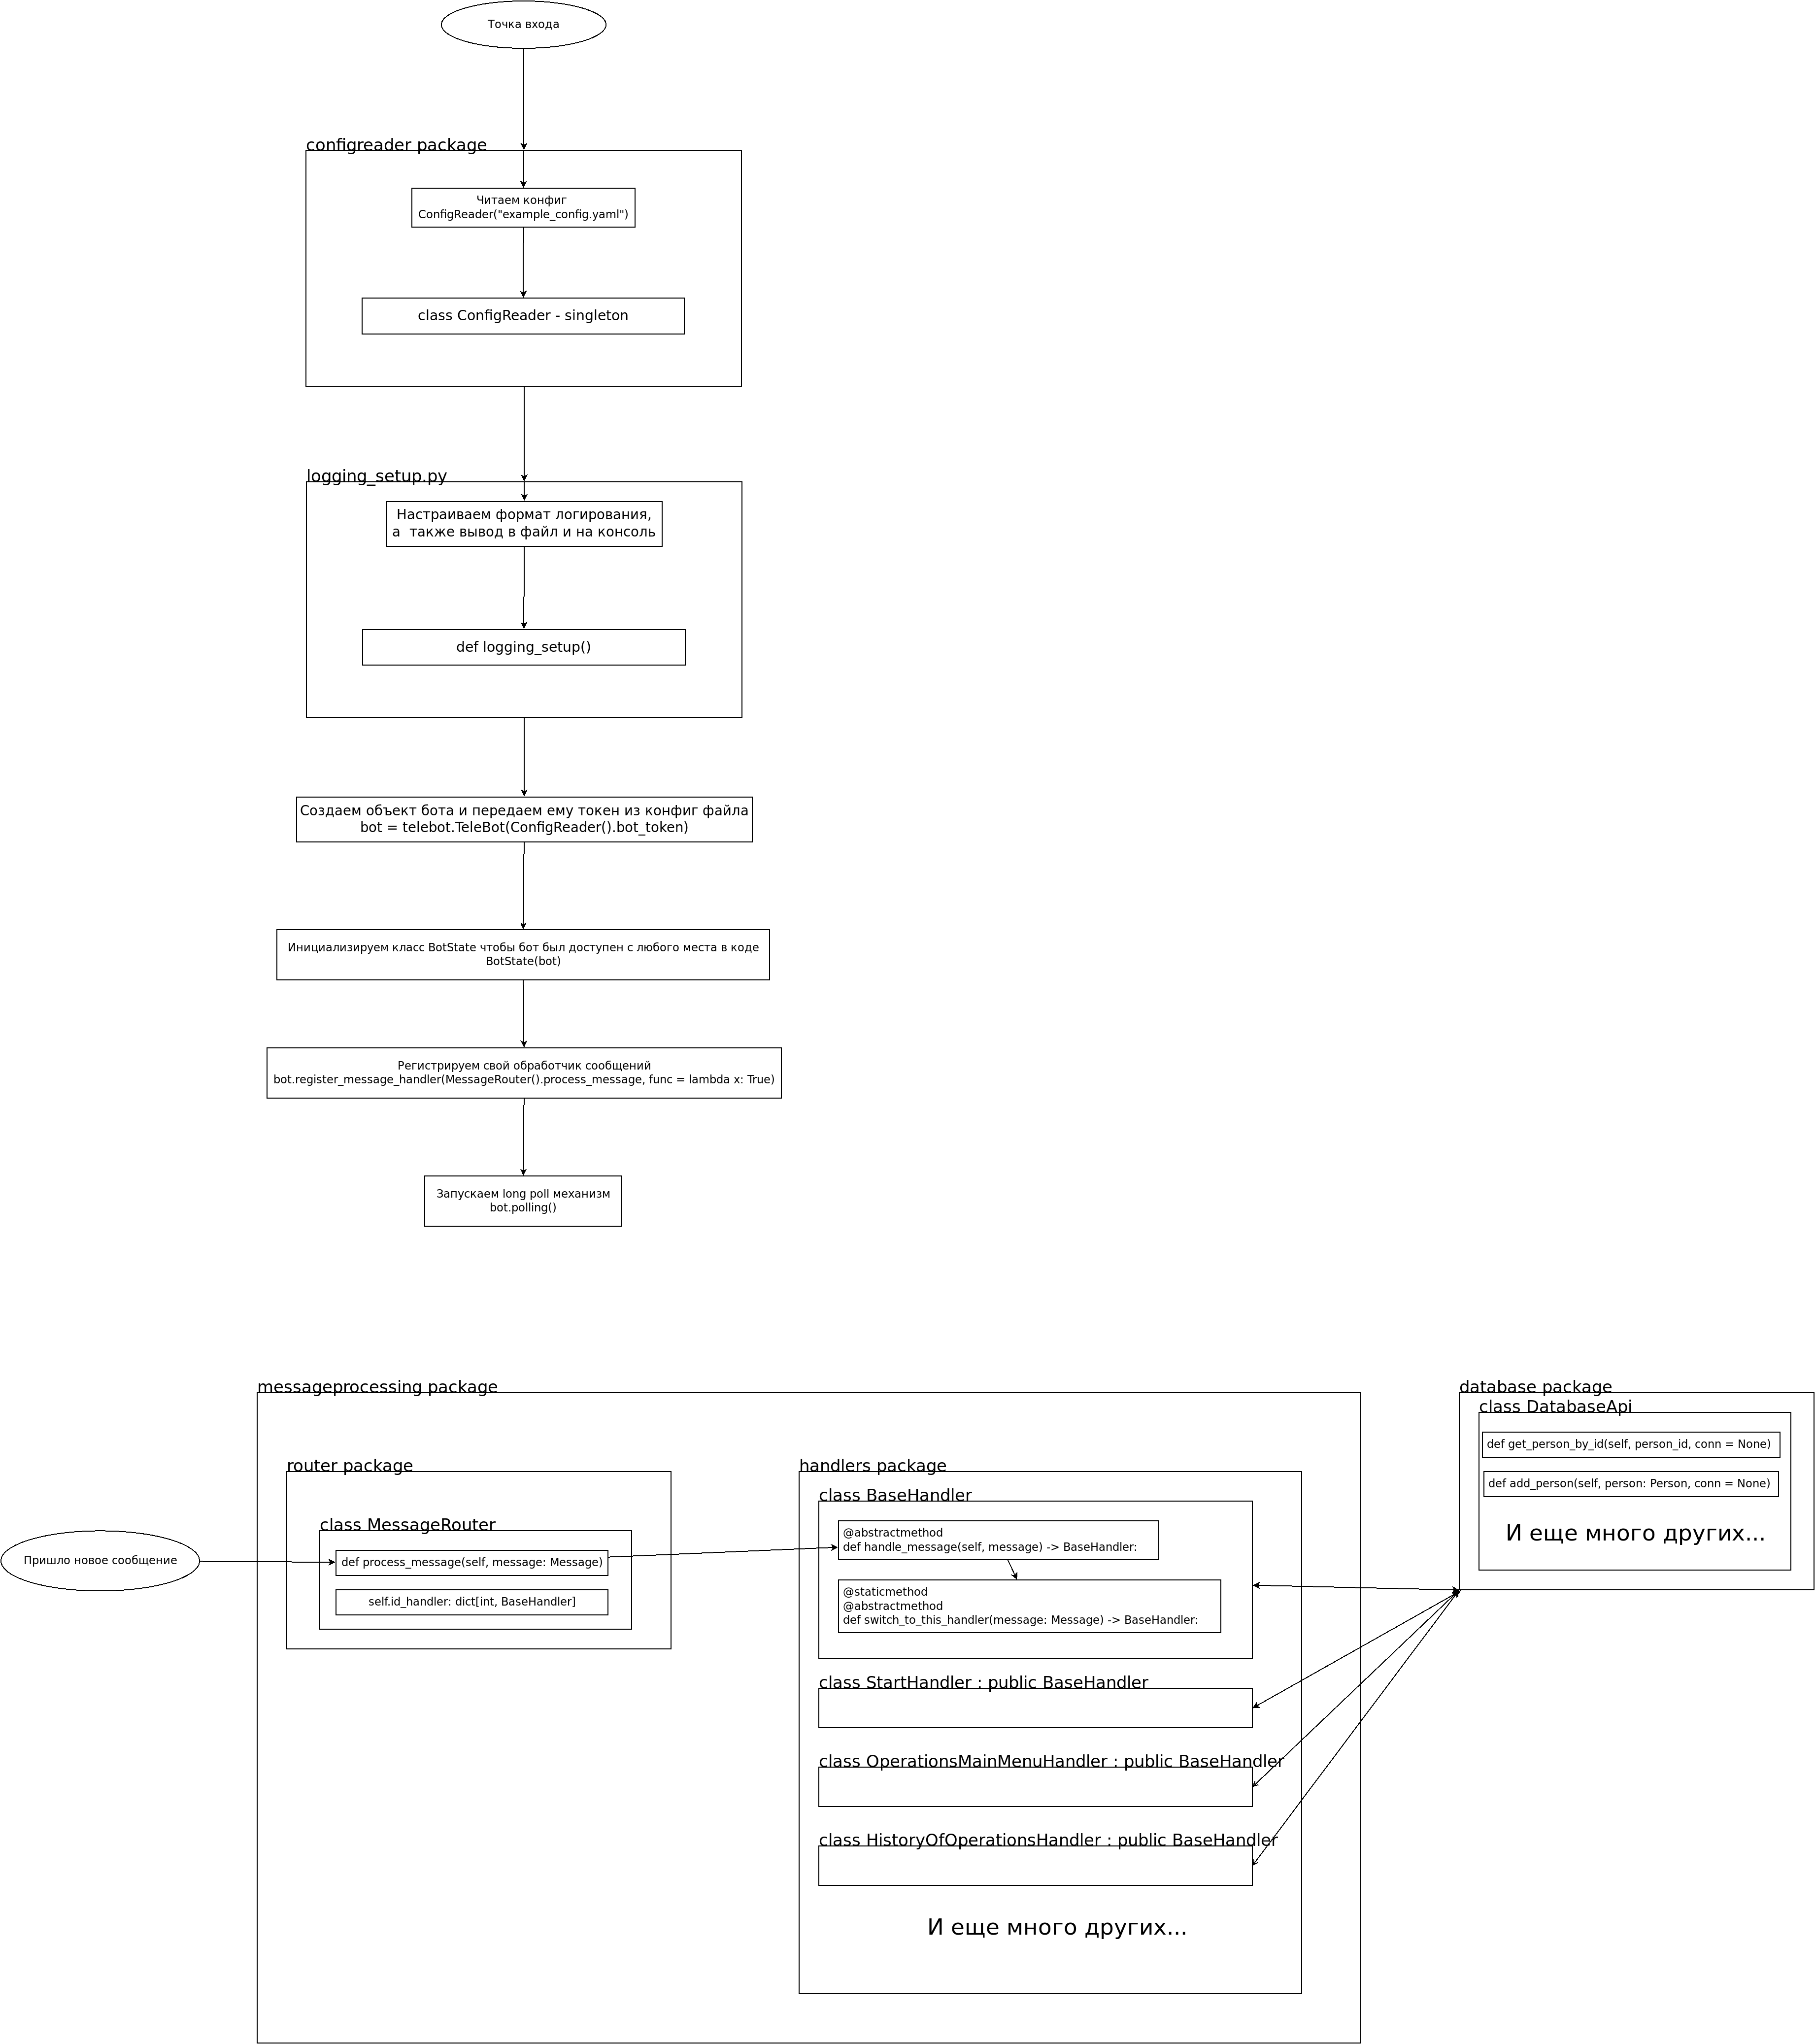 Точка входа
configreader package
Читаем конфиг
ConfigReader("example_config.yaml")
class ConfigReader - singleton
logging_setup.py
Настраиваем формат логирования,
а  также вывод в файл и на консоль
def logging_setup()
Создаем объект бота и передаем ему токен из конфиг файла
bot = telebot.TeleBot(ConfigReader().bot_token)
Инициализируем класс BotState чтобы бот был доступен с любого места в коде
BotState(bot)
Регистрируем свой обработчик сообщений
bot.register_message_handler(MessageRouter().process_message, func = lambda x: True)
Запускаем long poll механизм
bot.polling()
messageprocessing package
router package
class MessageRouter
Пришло новое сообщение
def process_message(self, message: Message)
self.id_handler: dict[int, BaseHandler]
handlers package
class BaseHandler
@abstractmethod
def handle_message(self, message) -> BaseHandler:
@staticmethod
@abstractmethod
def switch_to_this_handler(message: Message) -> BaseHandler:
class StartHandler : public BaseHandler
class OperationsMainMenuHandler : public BaseHandler
class HistoryOfOperationsHandler : public BaseHandler
И еще много других...
database package
class DatabaseApi
def get_person_by_id(self, person_id, conn = None)
def add_person(self, person: Person, conn = None)
И еще много других...